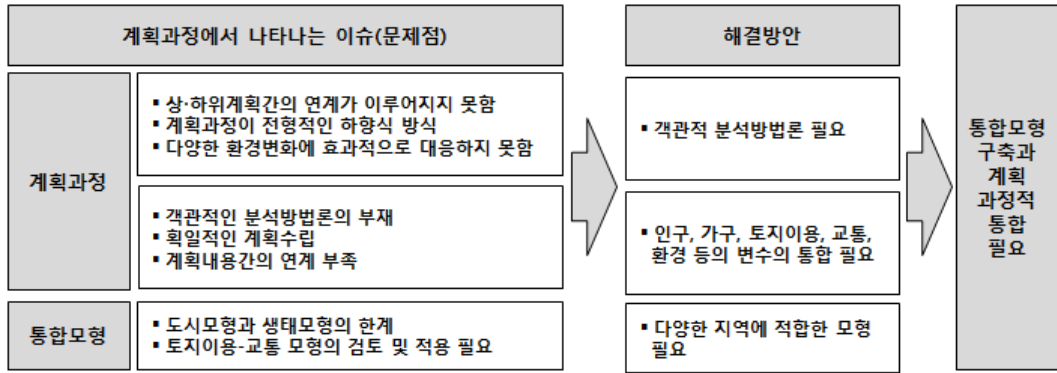 계획과정에서 나타나는 이슈(문제점)
해결방안
계획과정
▪ 상·하위계획간의 연계가 이루어지지 못함
▪ 계획과정이 전형적인 하향식 방식
▪ 다양한 환경변화에 효과적으로 대응하지 못함
▪ 객관적인 분석방법론의 부재
▪ 획일적인 계획수립
▪ 계획내용간의 연계 부족
▪ 객관적 분석방법론 필요
▪ 인구, 가구, 토지이용, 교통,
환경 등의 변수의 통합 필요
통합모형
▪ 도시모형과 생태모형의 한계
▪ 토지이용-교통 모형의 검토 및 적용 필요
▪ 다양한 지역에 적합한 모형
필요
통합모형
구축과
계획
과정적
통합
필요